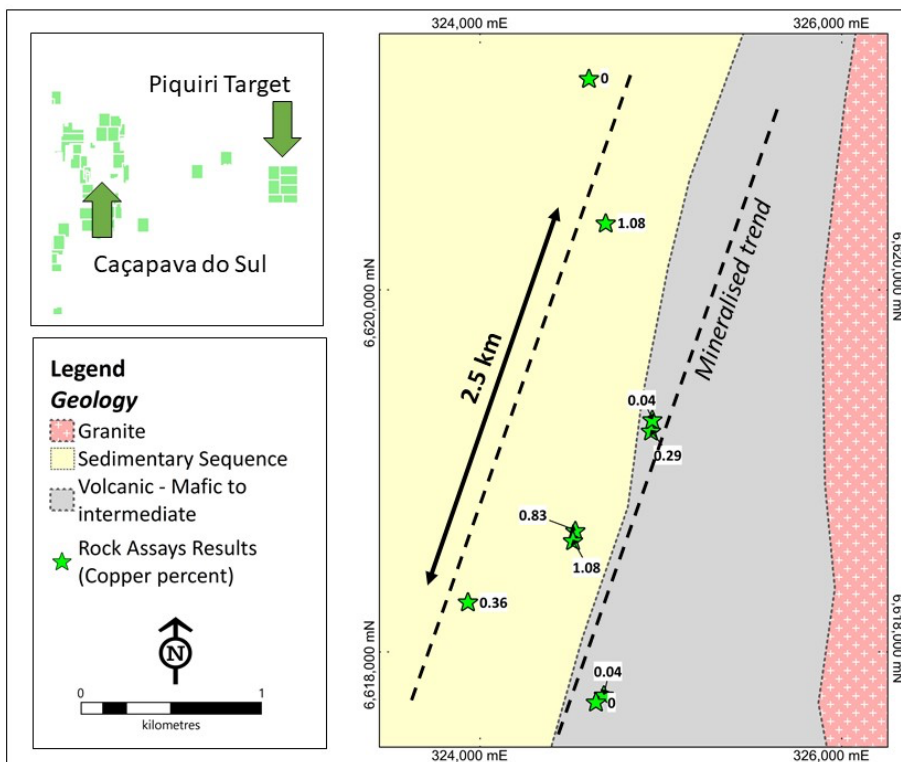 Piquiri Target
Caçapava do Sul
Legend
Geology
Granite
Sedimentary Sequence
Volcanic - Mafic to
intermediate
Rock Assays Results
(Copper percent)
N
0
1
kilometres
324,000 mE
326,000 mE
6,620,000 mN
6,620,000 mN
6,618,000 mN
6,618,000 mN
324,000 mE
326,000 mE
0
1.08
2.5 km
Mineralised trend
0.04
0.29
0.83
1.08
0.36
0.04
0